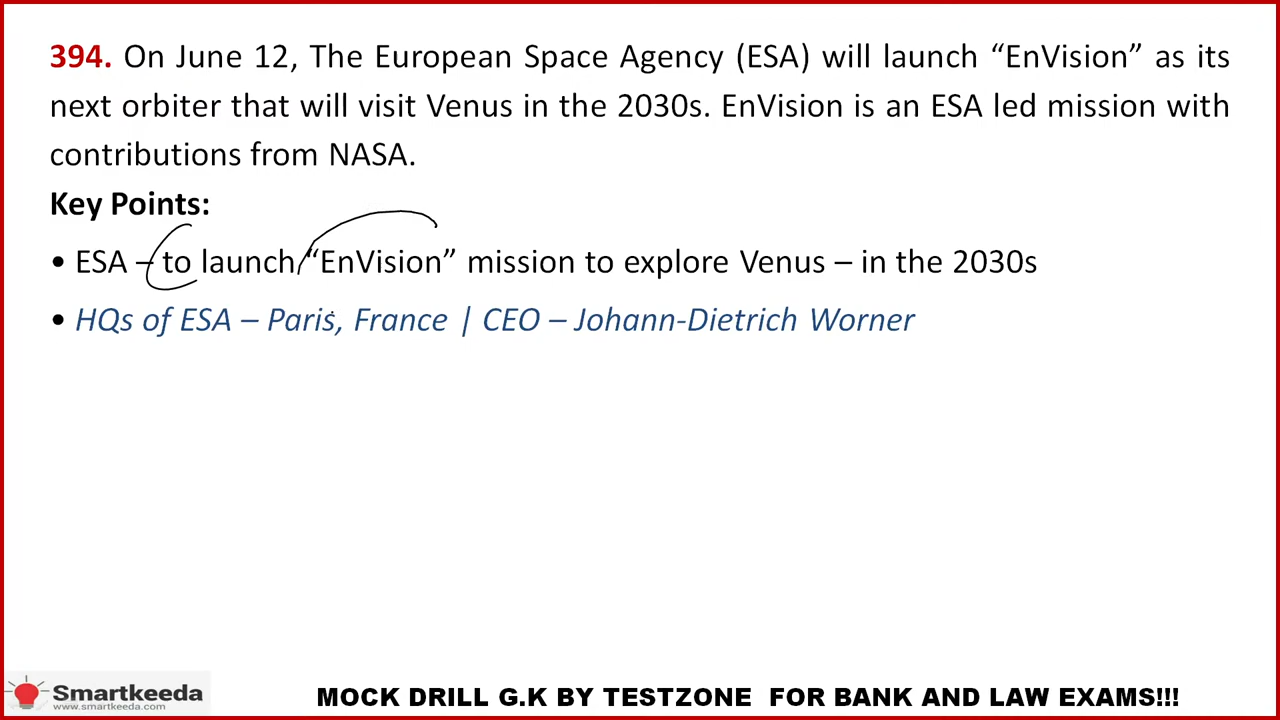 394. On June 12, The European Space Agency (ESA) will launch “EnVision” as its
next orbiter that will visit Venus in the 2030s. EnVision is an ESA led mission with
contributions from NASA.
Key Points:
• ESA – to launch “EnVision” mission to explore Venus – in the 2030s
• HQs of ESA – Paris, France | CEO – Johann-Dietrich Worner
Smartkeeda
www.smartkeeda.com
MOCK DRILL G.K BY TESTZONE FOR BANK AND LAW EXAMS!!!